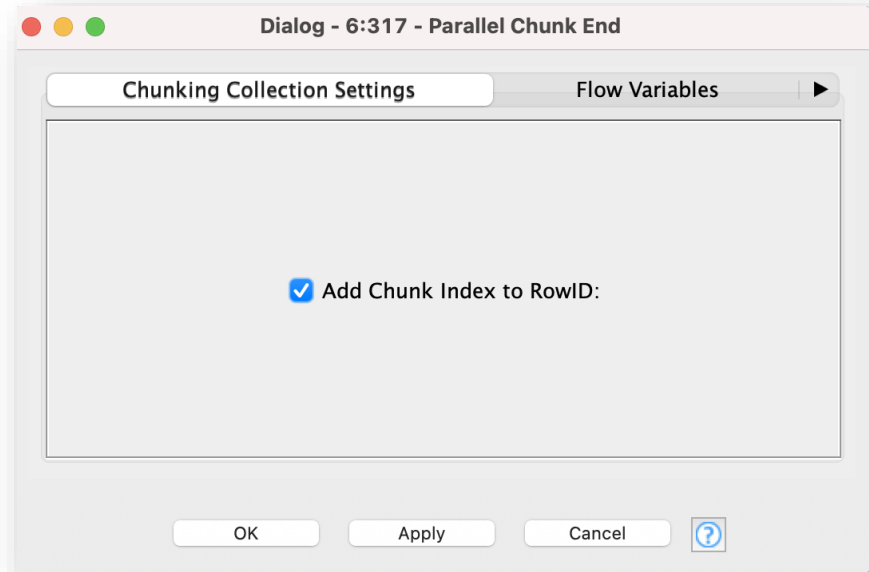 Dialog - 6:317 - Parallel Chunk End
Chunking Collection Settings Flow Variables
Add Chunk Index to RowID:
OK Apply Cancel ?